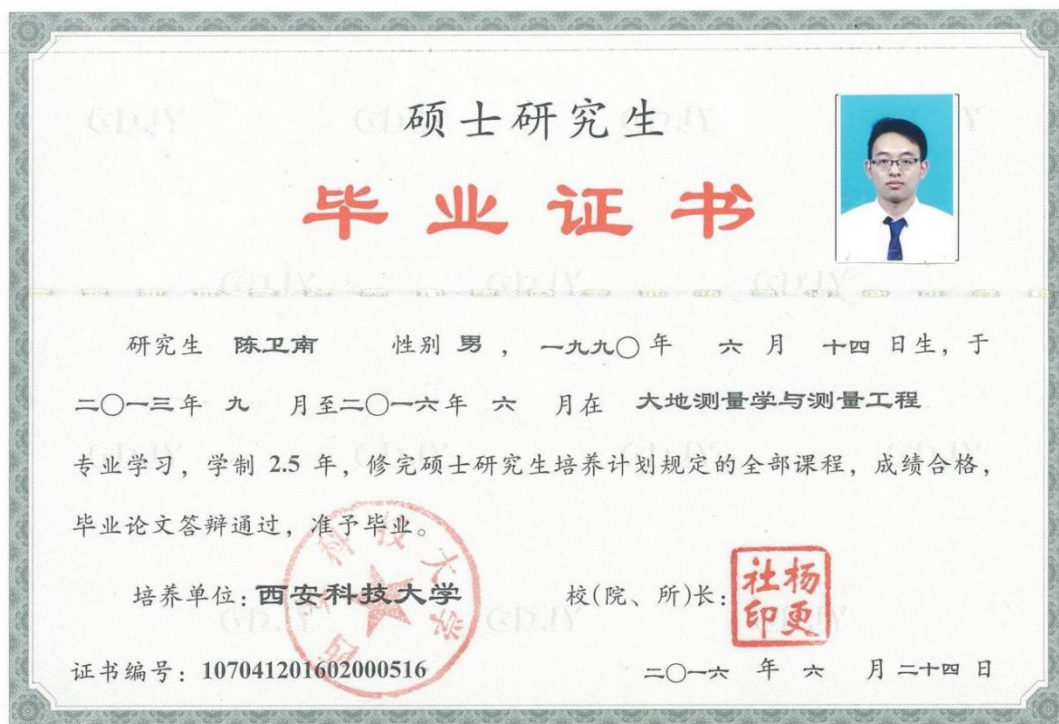 硕士研究生
毕业证书
研究生 陈卫南 性别 男 , 一九九〇 年 六 月 十四 日生, 于
二〇一三 年 九 月至 二〇一六 年 六 月在 大地测量学与测量工程
专业学习, 学制 2.5 年, 修完硕士研究生培养计划规定的全部课程, 成绩合格,
毕业论文答辩通过, 准予毕业。
培养单位: 西安科技大学 校(院、所)长:
西安科技大学
杨更社印
证书编号: 107041201602000516 二〇一六 年 六 月 二十四 日
GDJY